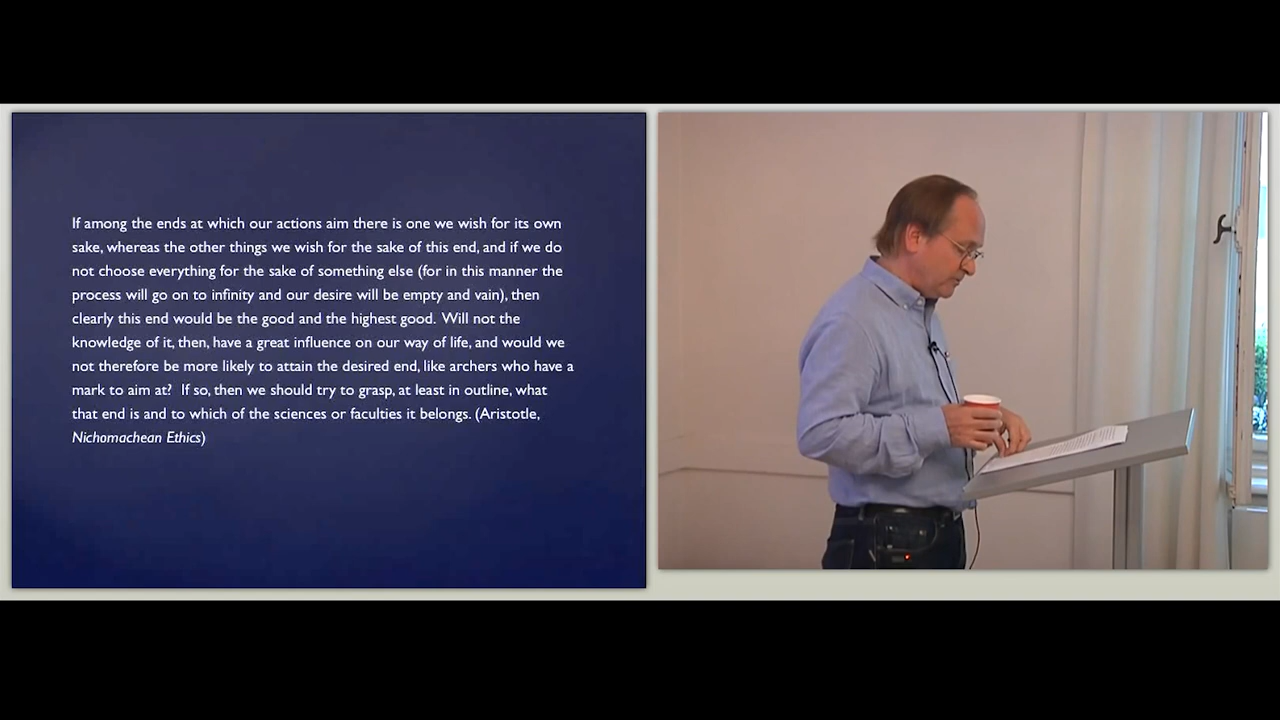 If among the ends at which our actions aim there is one we wish for its own
sake, whereas the other things we wish for the sake of this end, and if we do
not choose everything for the sake of something else (for in this manner the
process will go on to infinity and our desire will be empty and vain), then
clearly this end would be the good and the highest good. Will not the
knowledge of it, then, have a great influence on our way of life, and would we
not therefore be more likely to attain the desired end, like archers who have a
mark to aim at? If so, then we should try to grasp, at least in outline, what
that end is and to which of the sciences or faculties it belongs. (Aristotle,
Nichomachean Ethics)